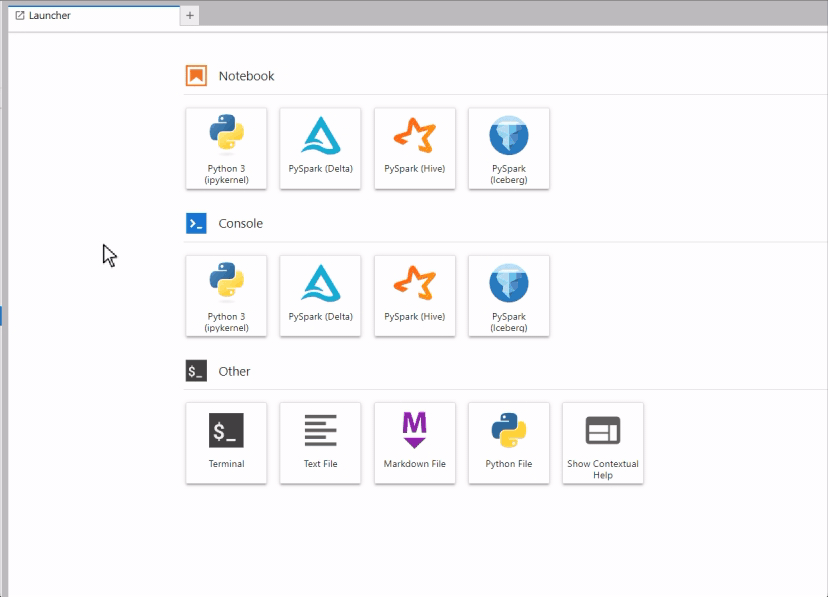 Launcher
+
Notebook
Python 3
(ipykernel)
PySpark (Delta)
PySpark (Hive)
PySpark
(Iceberg)
>_ Console
Python 3
(ipykernel)
PySpark (Delta)
PySpark (Hive)
PySpark
(Iceberg)
$_ Other
$_
Terminal
Text File
M
Markdown File
Python File
Show Contextual
Help